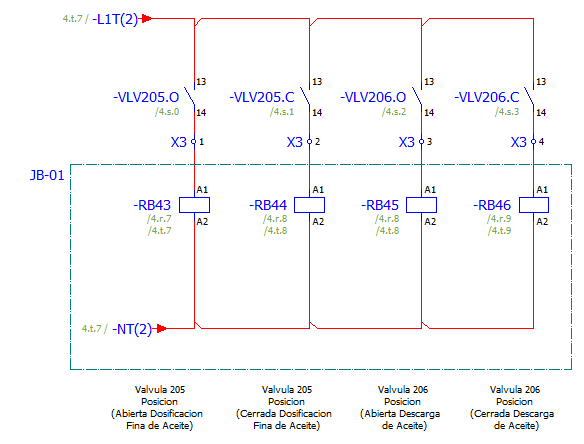 4.t.7 / -L1T(2)
13 13 13 13
-VLV205.O -VLV205.C -VLV206.O -VLV206.C
/4.s.0 /4.s.1 /4.s.2 /4.s.3
14 14 14 14
X3 1 X3 2 X3 3 X3 4
JB-01
A1 A1 A1 A1
-RB43 -RB44 -RB45 -RB46
/4.r.7 /4.r.8 /4.r.8 /4.r.9
A2 A2 A2 A2
/4.t.7 /4.t.8 /4.t.8 /4.t.9
4.t.7 / -NT(2)
Valvula 205
Posicion
(Abierta Dosificacion
Fina de Aceite)
Valvula 205
Posicion
(Cerrada Dosificacion
Fina de Aceite)
Valvula 206
Posicion
(Abierta Descarga
de Aceite)
Valvula 206
Posicion
(Cerrada Descarga
de Aceite)